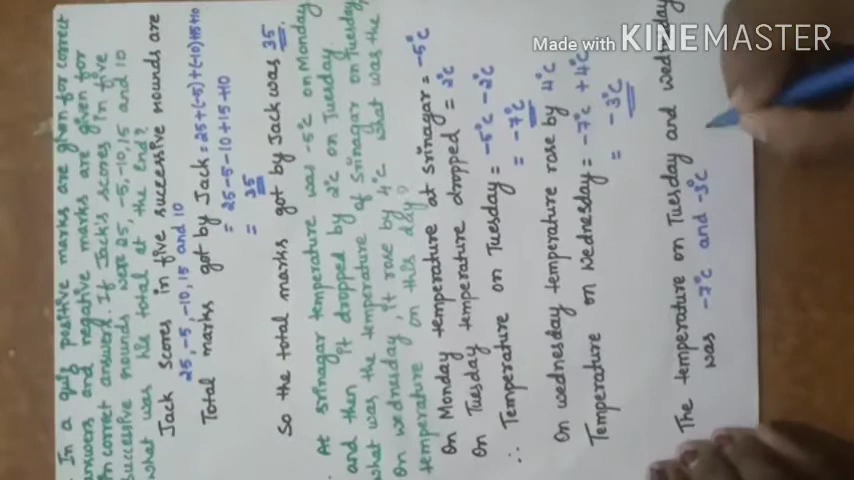 In a quiz positive marks are given for correct
answers and negative marks are given for
incorrect answers. If Jack's scores in five
successive rounds were 25, -5, -10, 15 and 10
what was his total at the end?
Jack scores in five successive rounds are
25, -5, -10, 15 and 10
Total marks got by Jack = 25+(-5)+(-10)+15+10
= 25-5-10+15+10
= 35
So the total marks got by Jack was 35.
At srinagar temperature was -5°C on Monday
and then it dropped by 2°C on Tuesday.
what was the temperature of Srinagar on Tuesday
On wednesday, it rose by 4°C what was the
temperature on this day?
On Monday temperature at Srinagar = -5°C
On Tuesday temperature dropped = 2°C
∴ Temperature on Tuesday = -5°C -2°C
= -7°C
On wednesday temperature rose by 4°C
Temperature on Wednesday = -7°C +4°C
= -3°C
The temperature on Tuesday and wednesday
was -7°C and -3°C
Made with KINEMASTER